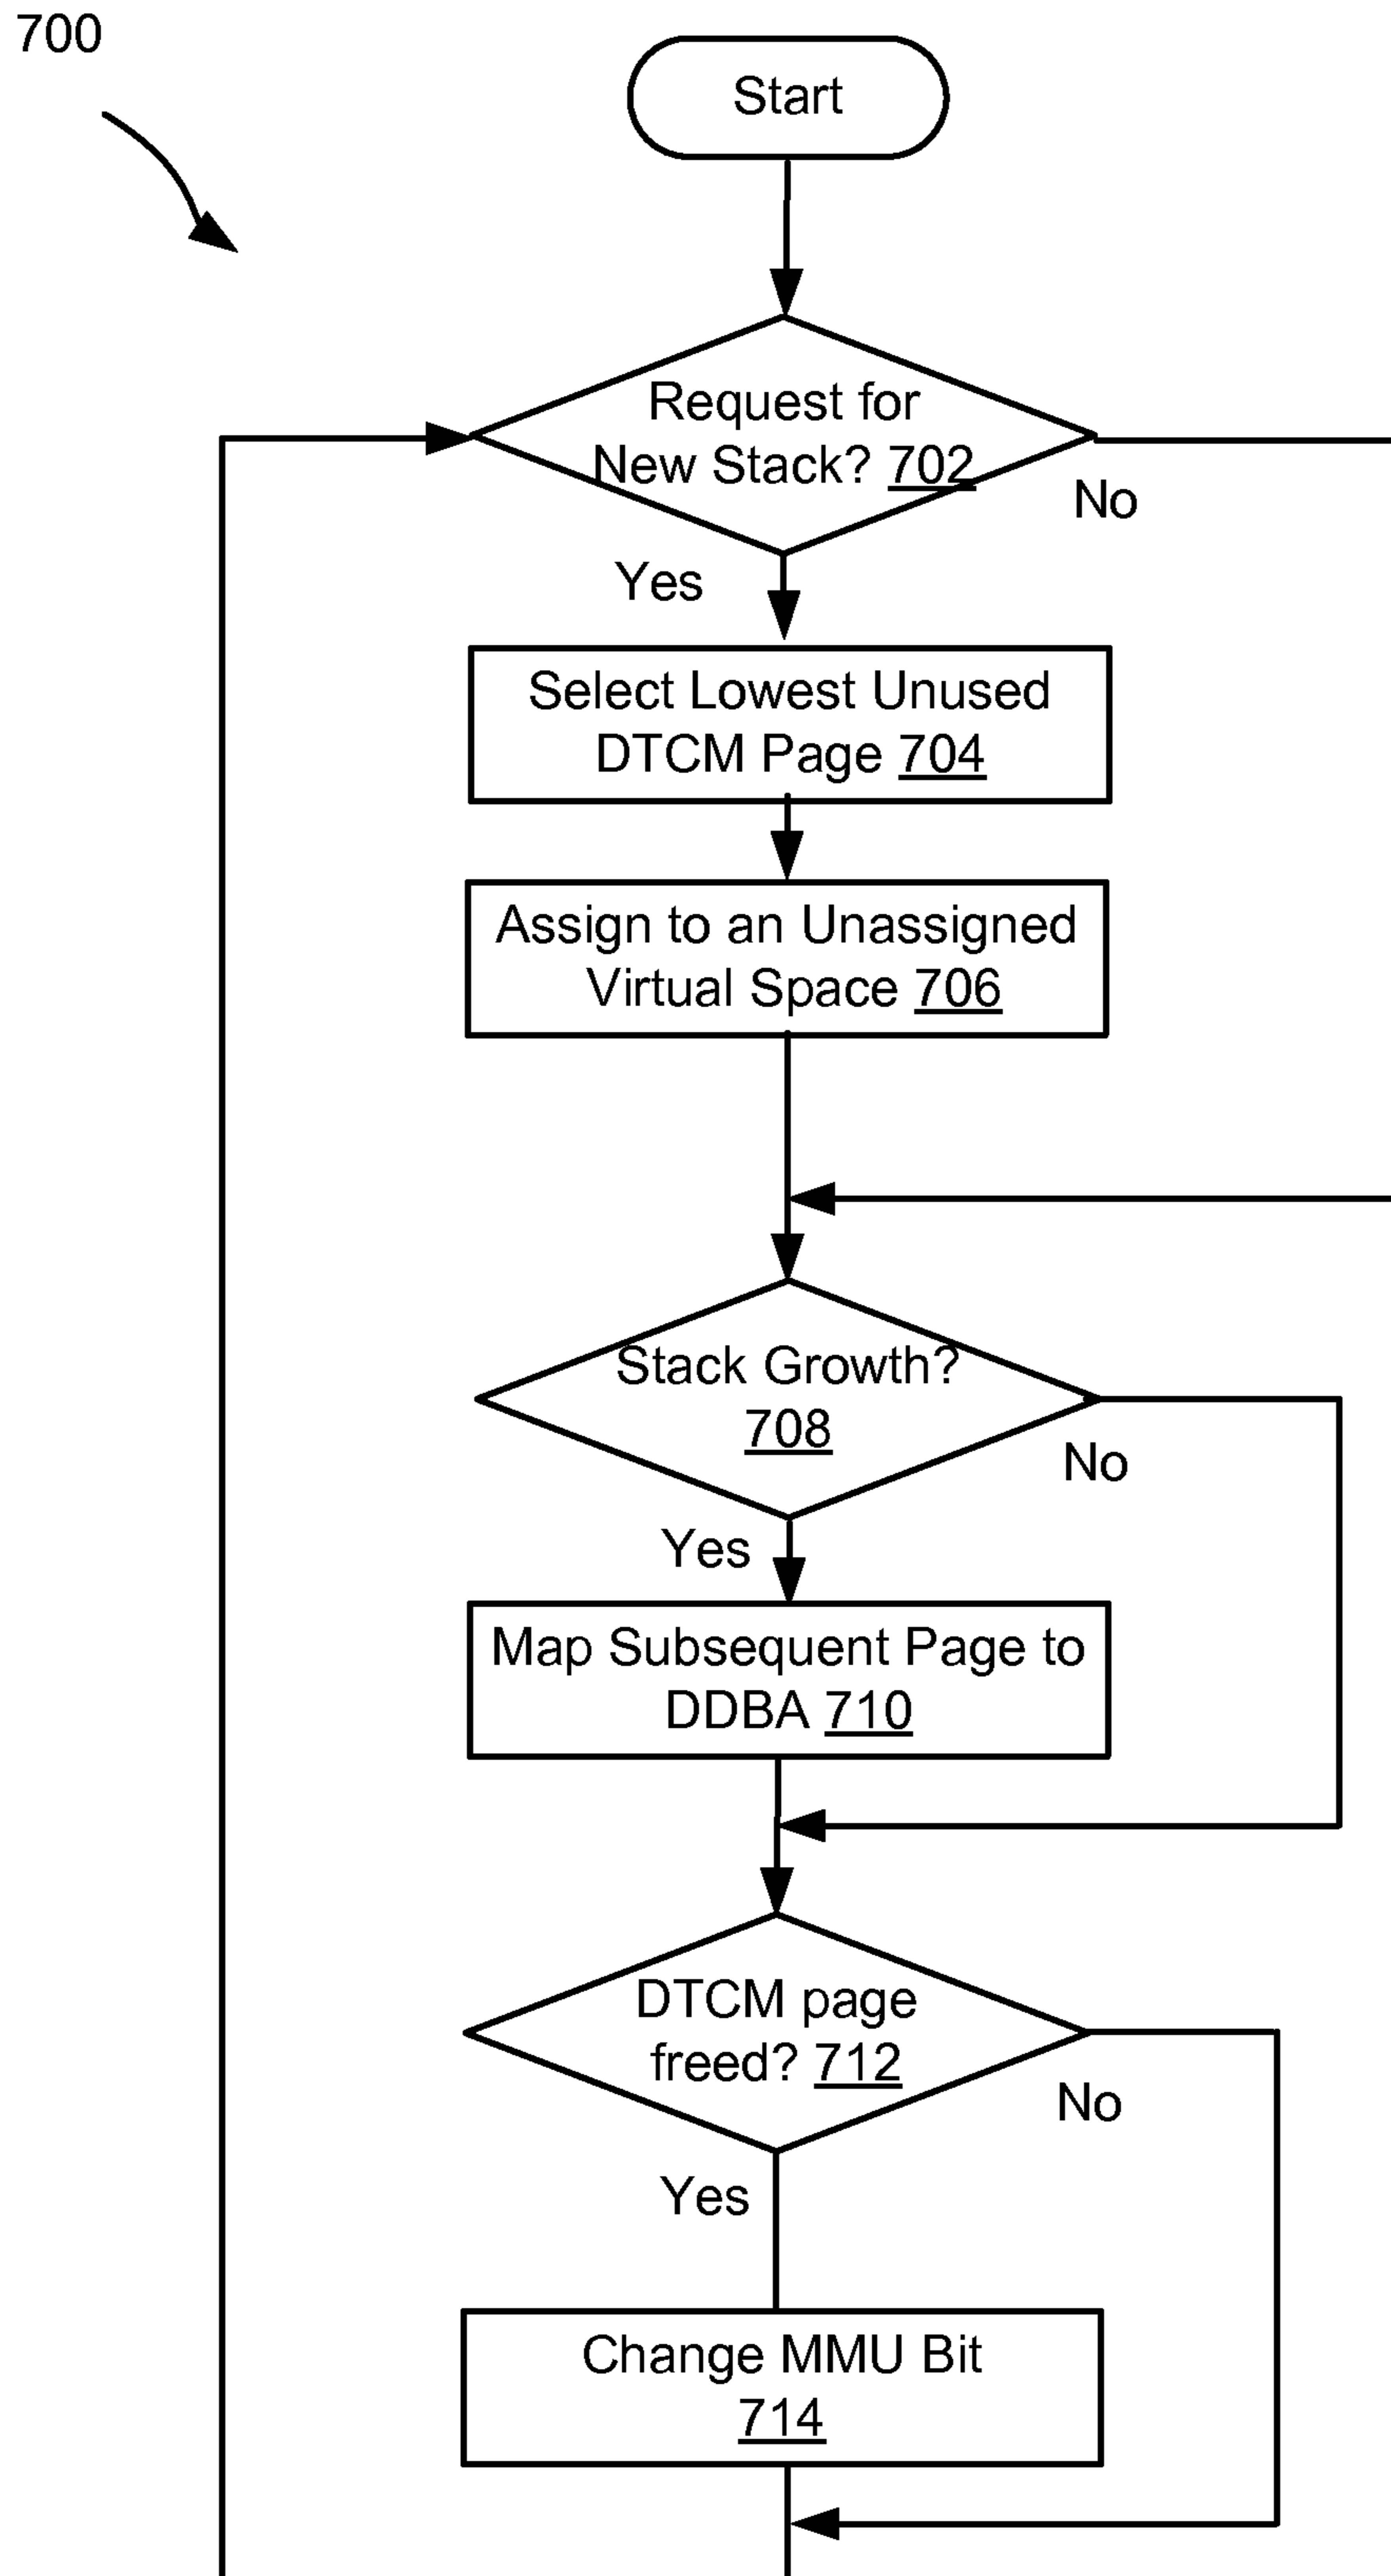 700
Start
Request for
New Stack? 702
No
Yes
Select Lowest Unused
DTCM Page 704
Assign to an Unassigned
Virtual Space 706
Stack Growth?
708
No
Yes
Map Subsequent Page to
DDBA 710
DTCM page
freed? 712
No
Yes
Change MMU Bit
714